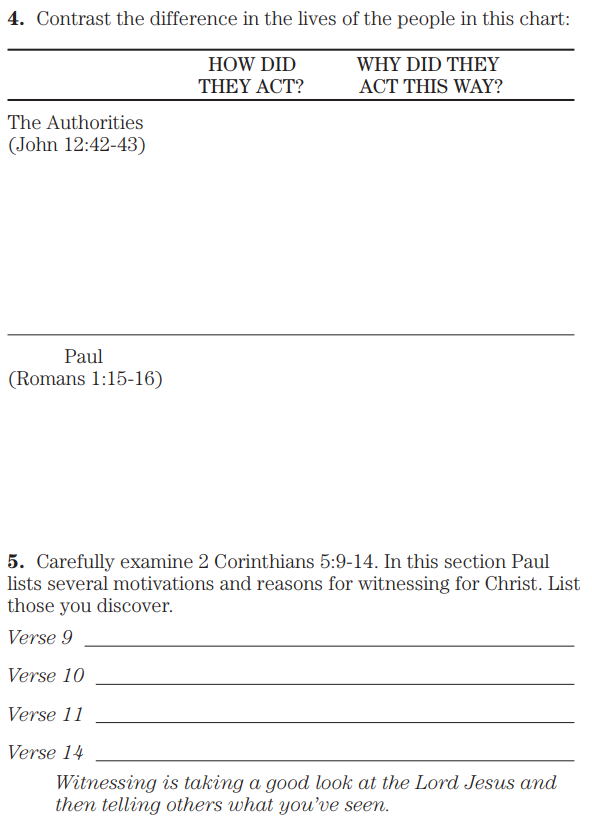 4. Contrast the difference in the lives of the people in this chart:
HOW DID WHY DID THEY
THEY ACT? ACT THIS WAY?
The Authorities
(John 12:42-43)
Paul
(Romans 1:15-16)
5. Carefully examine 2 Corinthians 5:9-14. In this section Paul
lists several motivations and reasons for witnessing for Christ. List
those you discover.
Verse 9
Verse 10
Verse 11
Verse 14
Witnessing is taking a good look at the Lord Jesus and
then telling others what you’ve seen.